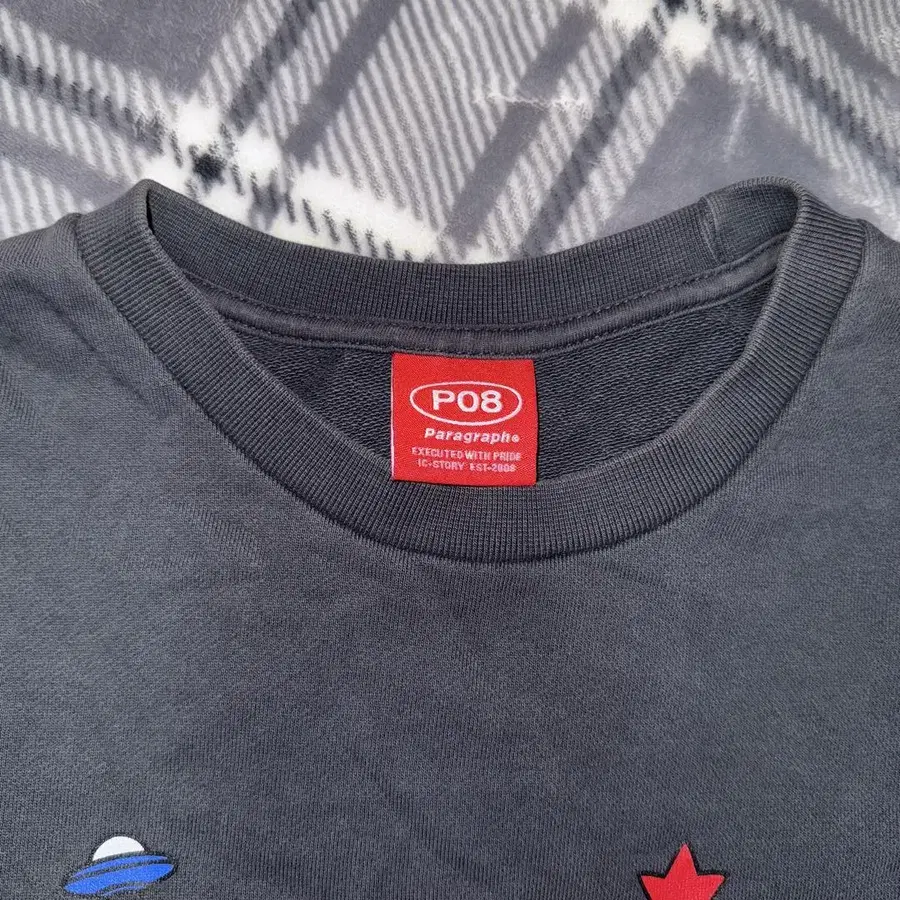 P08
Paragraph®
EXECUTED WITH PRIDE
IC-STORY EST-2008